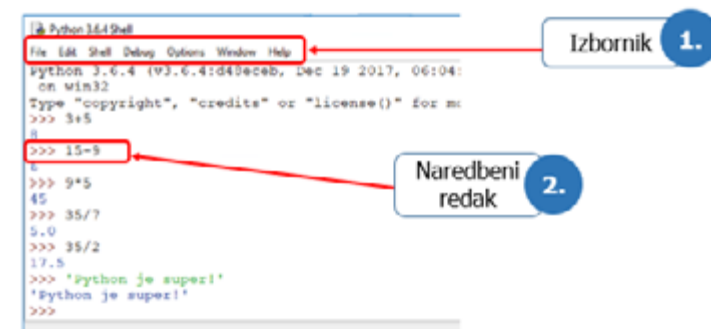 Python 3.6.4 Shell
File Edit Shell Debug Options Window Help
Python 3.6.4 (v3.6.4:d48eceb, Dec 19 2017, 06:04:
on win32
Type "copyright", "credits" or "license()" for mo
>>> 3+5
8
>>> 15-9
6
>>> 9*5
45
>>> 35/7
5.0
>>> 35/2
17.5
>>> 'Python je super!'
'Python je super!'
>>>
Izbornik
1.
Naredbeni
redak
2.